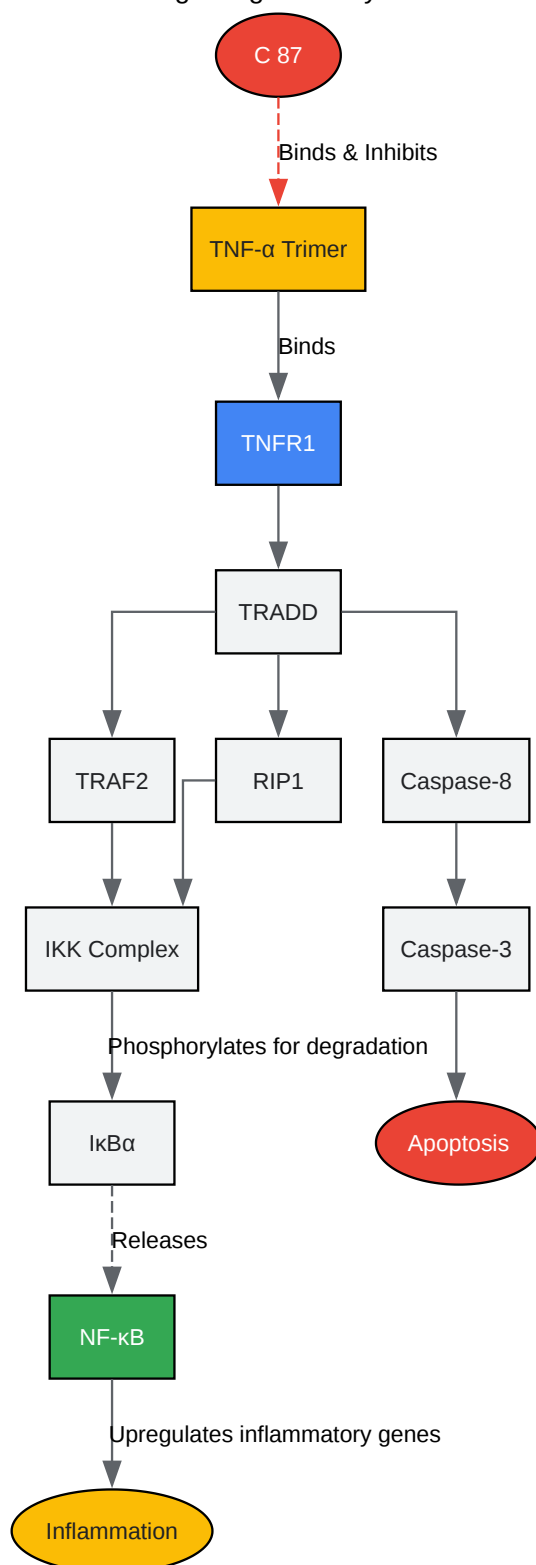 C 87
Binds & Inhibits
TNF-α Trimer
Binds
TNFR1
TRADD
TRAF2
RIP1
Caspase-8
IKK Complex
Caspase-3
Phosphorylates for degradation
IκBα
Apoptosis
Releases
NF-κB
Upregulates inflammatory genes
Inflammation